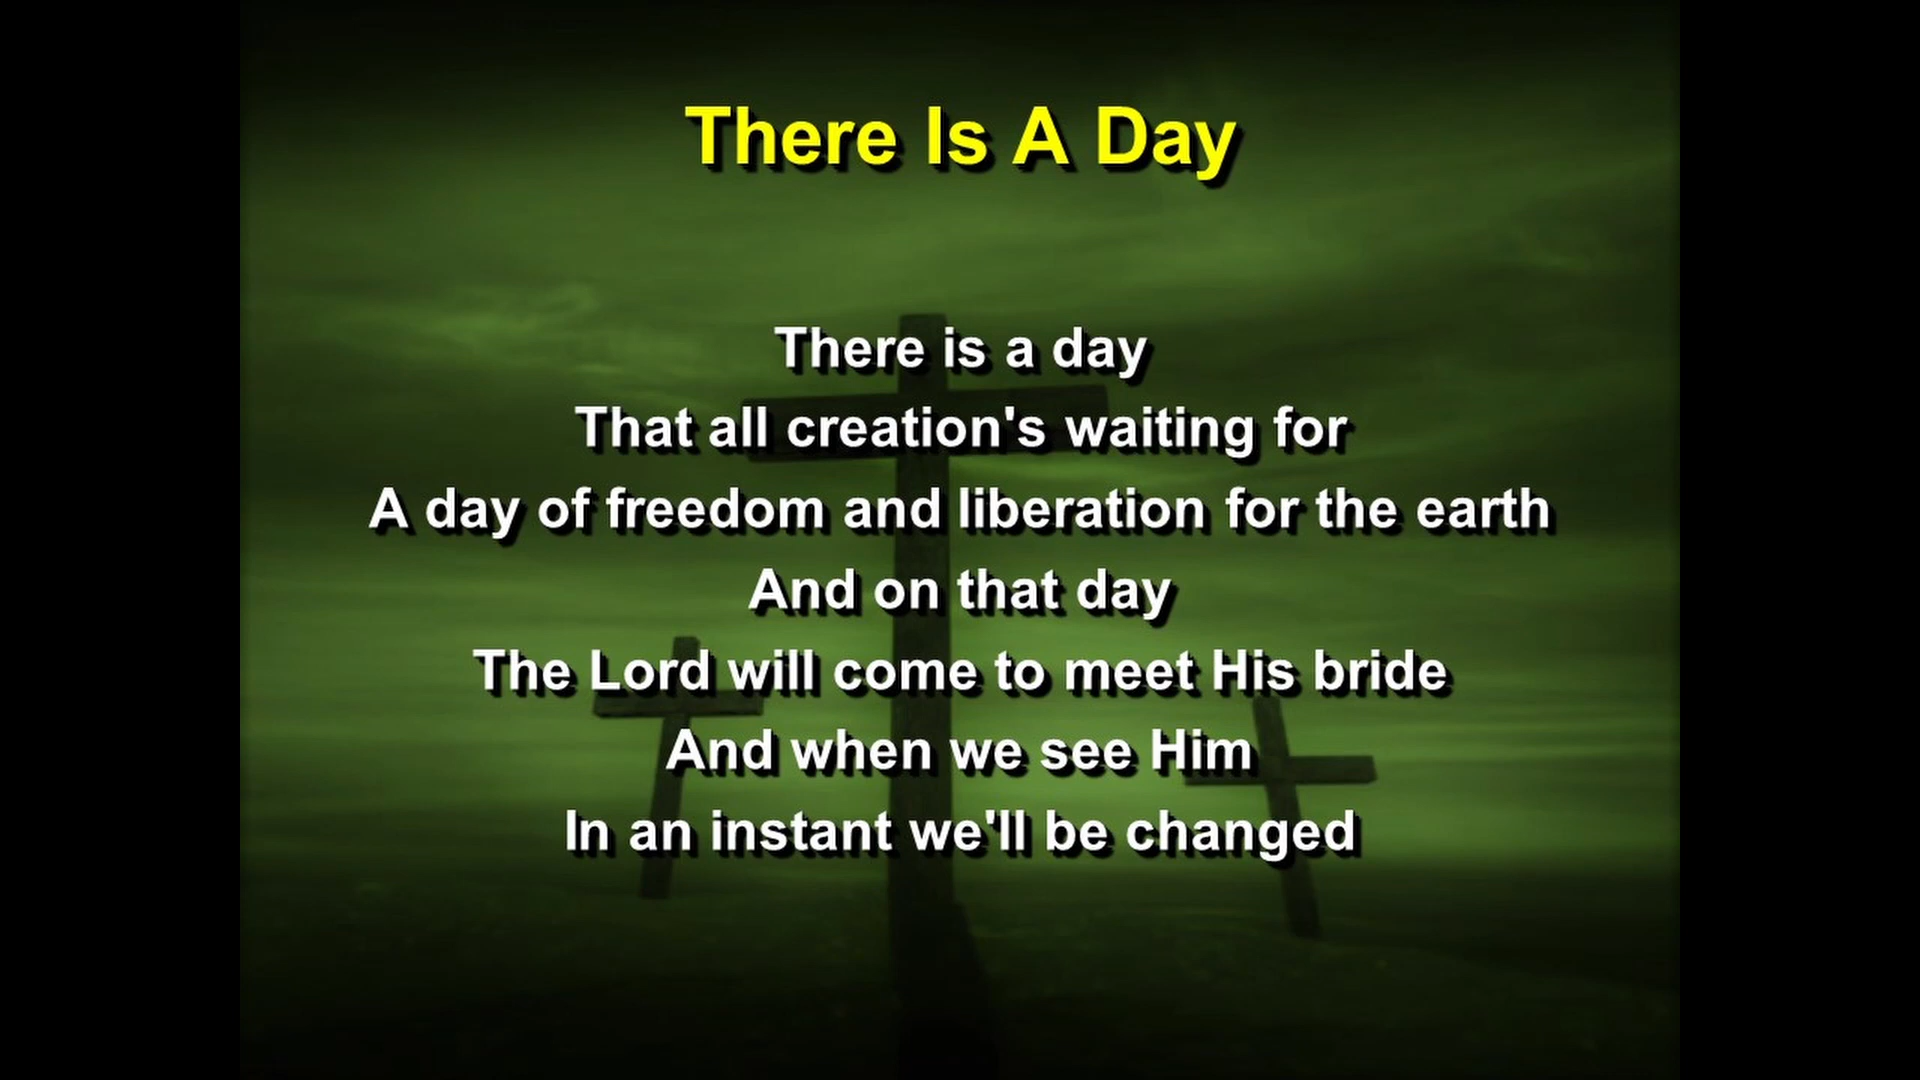 There Is A Day
There is a day
That all creation's waiting for
A day of freedom and liberation for the earth
And on that day
The Lord will come to meet His bride
And when we see Him
In an instant we'll be changed